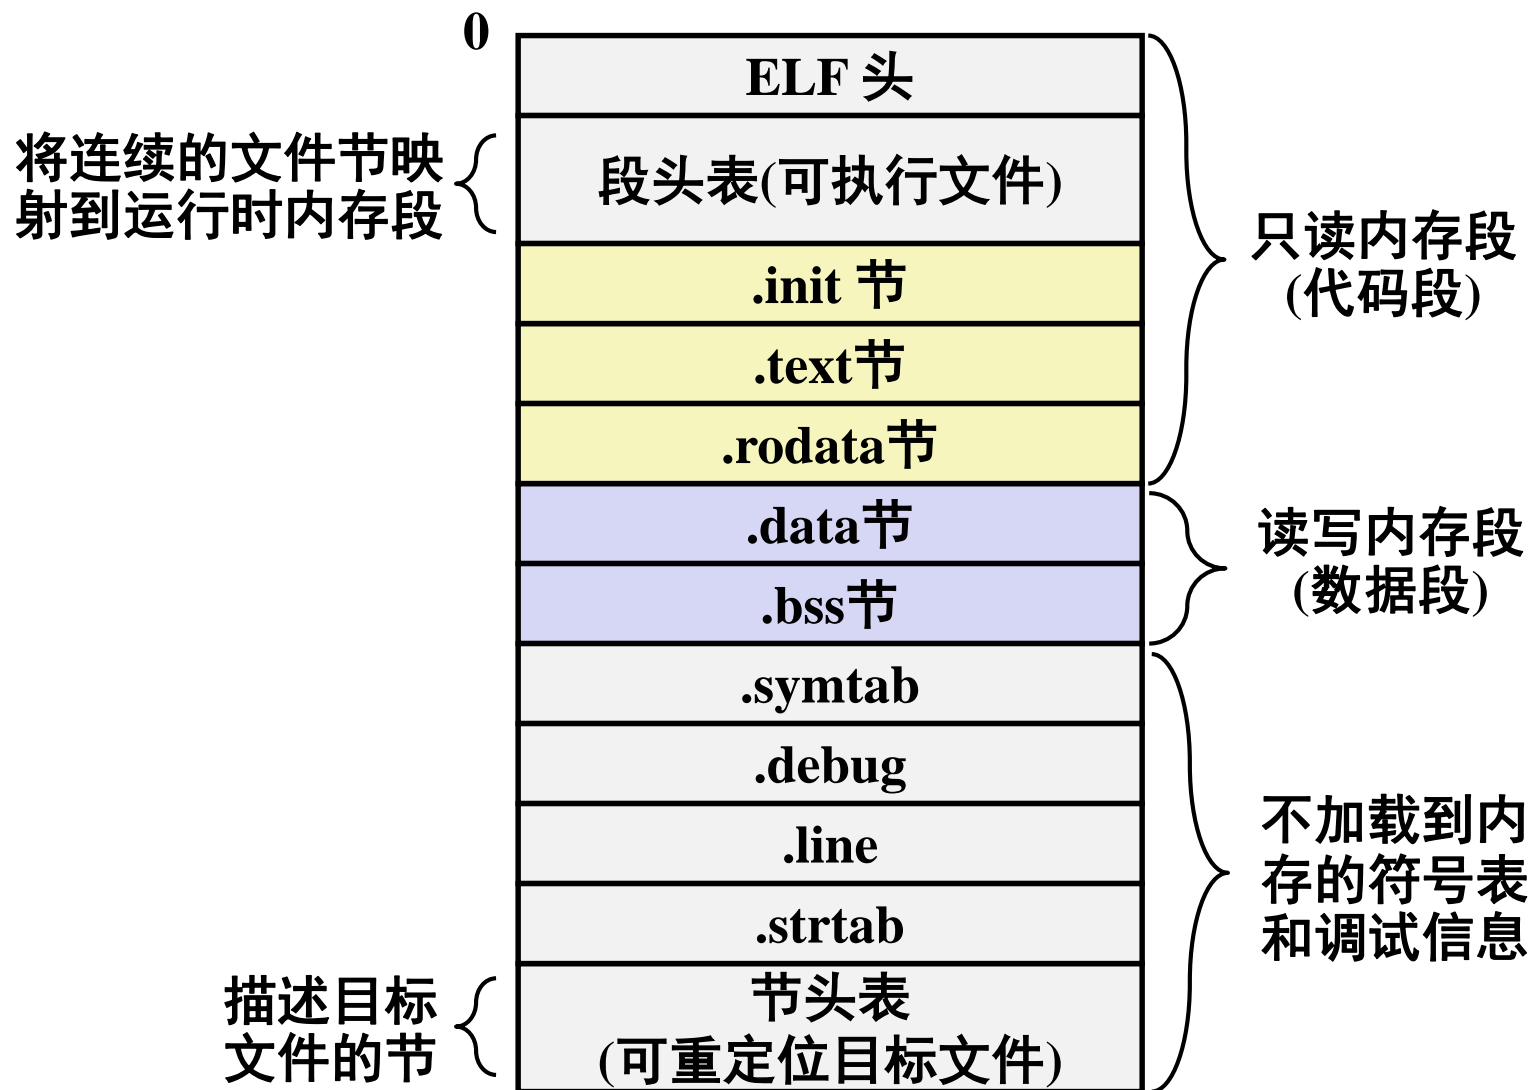 0
ELF 头
将连续的文件节映
射到运行时内存段
段头表(可执行文件)
只读内存段
(代码段)
.init 节
.text节
.rodata节
.data节
读写内存段
(数据段)
.bss节
.symtab
.debug
.line
不加载到内
存的符号表
和调试信息
.strtab
描述目标
文件的节
节头表
(可重定位目标文件)